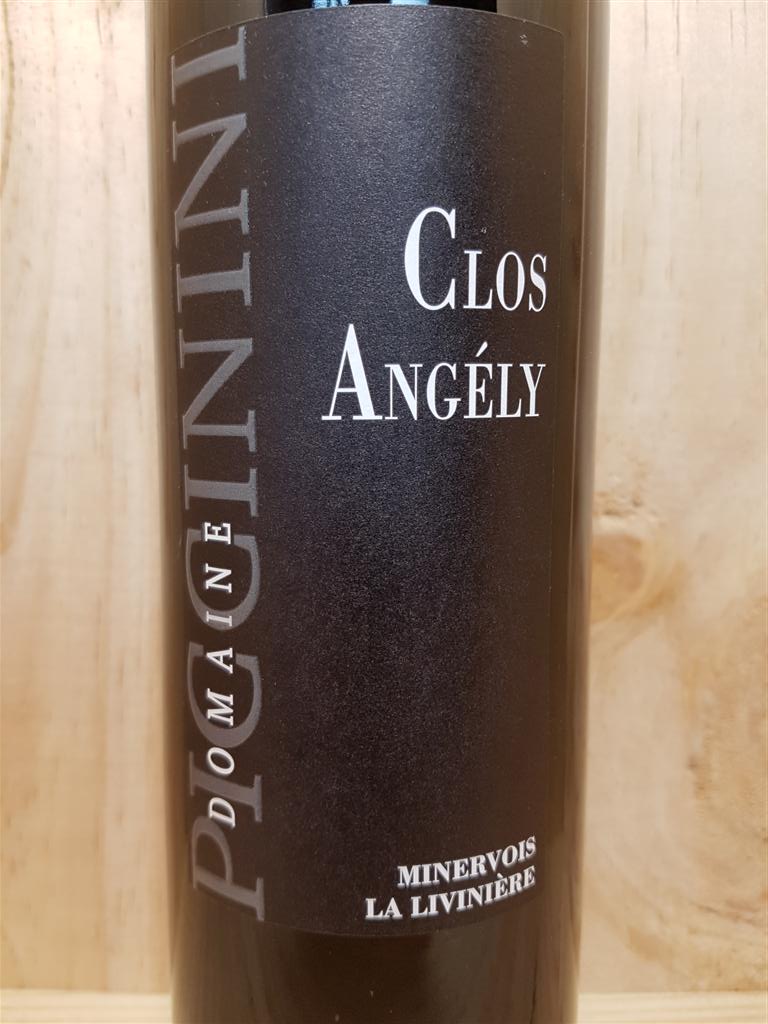 DOMAINE
PICCININI
CLOS
ANGÉLY
MINERVOIS
LA LIVINIÈRE